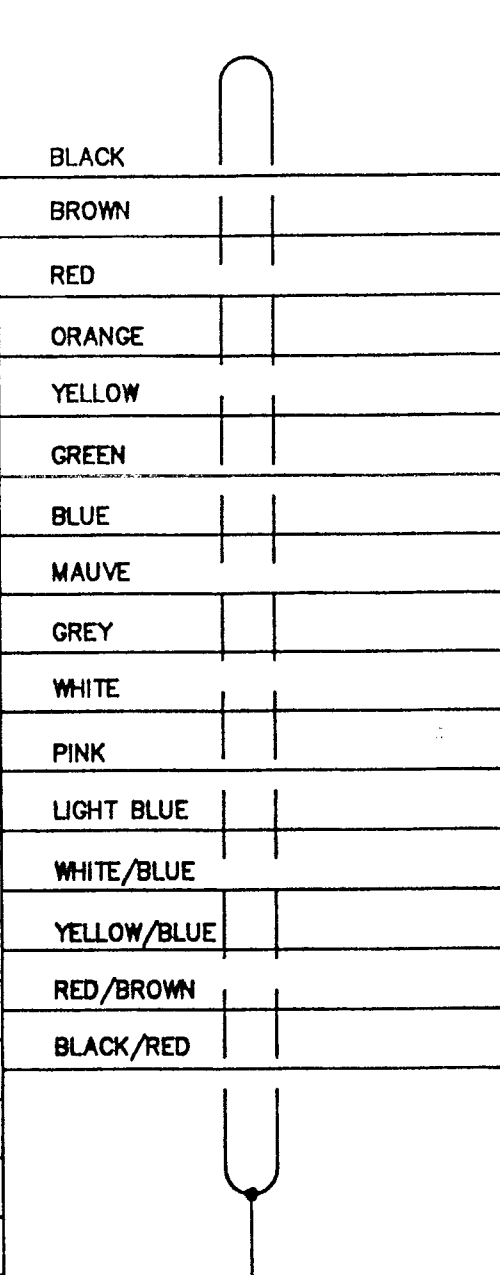 BLACK
BROWN
RED
ORANGE
YELLOW
GREEN
BLUE
MAUVE
GREY
WHITE
PINK
LIGHT BLUE
WHITE/BLUE
YELLOW/BLUE
RED/BROWN
BLACK/RED